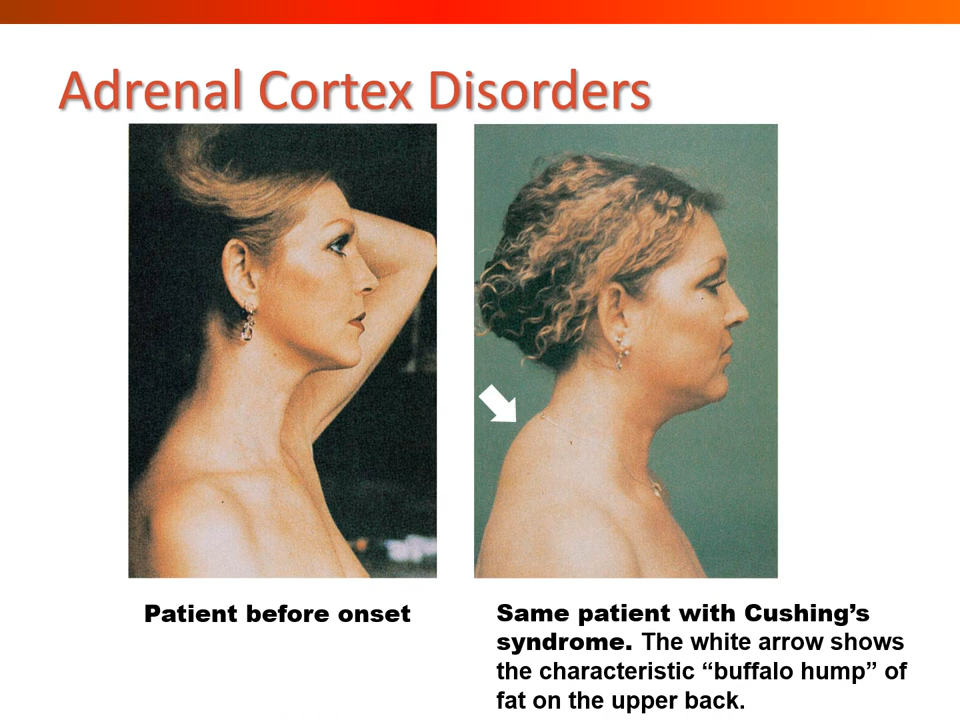 Adrenal Cortex Disorders
Patient before onset
Same patient with Cushing’s
syndrome. The white arrow shows
the characteristic “buffalo hump” of
fat on the upper back.